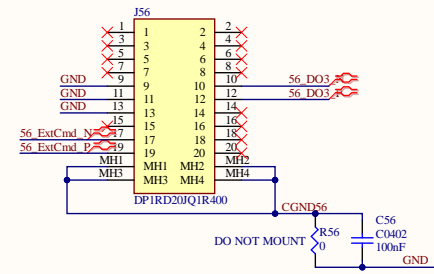 J56
1 1 2 2
3 3 4 4
5 5 6 6
7 7 8 8
GND 9 9 10 10 56_DO3
GND 11 11 12 12 56_DO3
GND 13 13 14 14
15 15 16 16
56_ExtCmd_N 17 17 18 18
56_ExtCmd_P 19 19 20 20
MH1 MH1 MH2 MH2
MH3 MH3 MH4 MH4
DP1RD20JQ1R400
CGND56
R56
0
DO NOT MOUNT
C56
C0402
100nF
GND